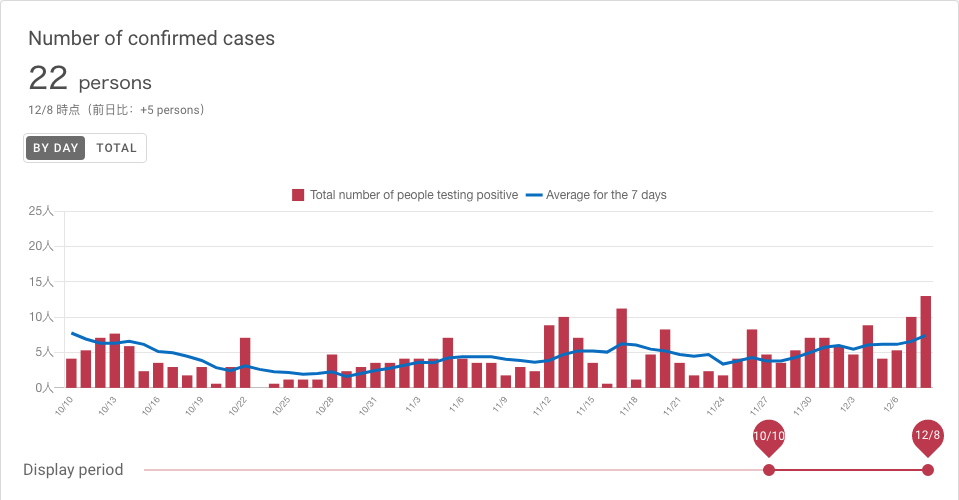 Number of confirmed cases
22 persons
12/8 時点（前日比：+5 persons）
BY DAY TOTAL
Total number of people testing positive Average for the 7 days
25人
20人
15人
10人
5人
0人
10/10 10/13 10/16 10/19 10/22 10/25 10/28 10/31 11/3 11/6 11/9 11/12 11/15 11/18 11/21 11/24 11/27 11/30 12/3 12/6
10/10 12/8
Display period